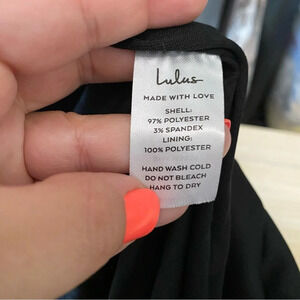 Lulus
MADE WITH LOVE
SHELL:
97% POLYESTER
3% SPANDEX
LINING:
100% POLYESTER
HAND WASH COLD
DO NOT BLEACH
HANG TO DRY